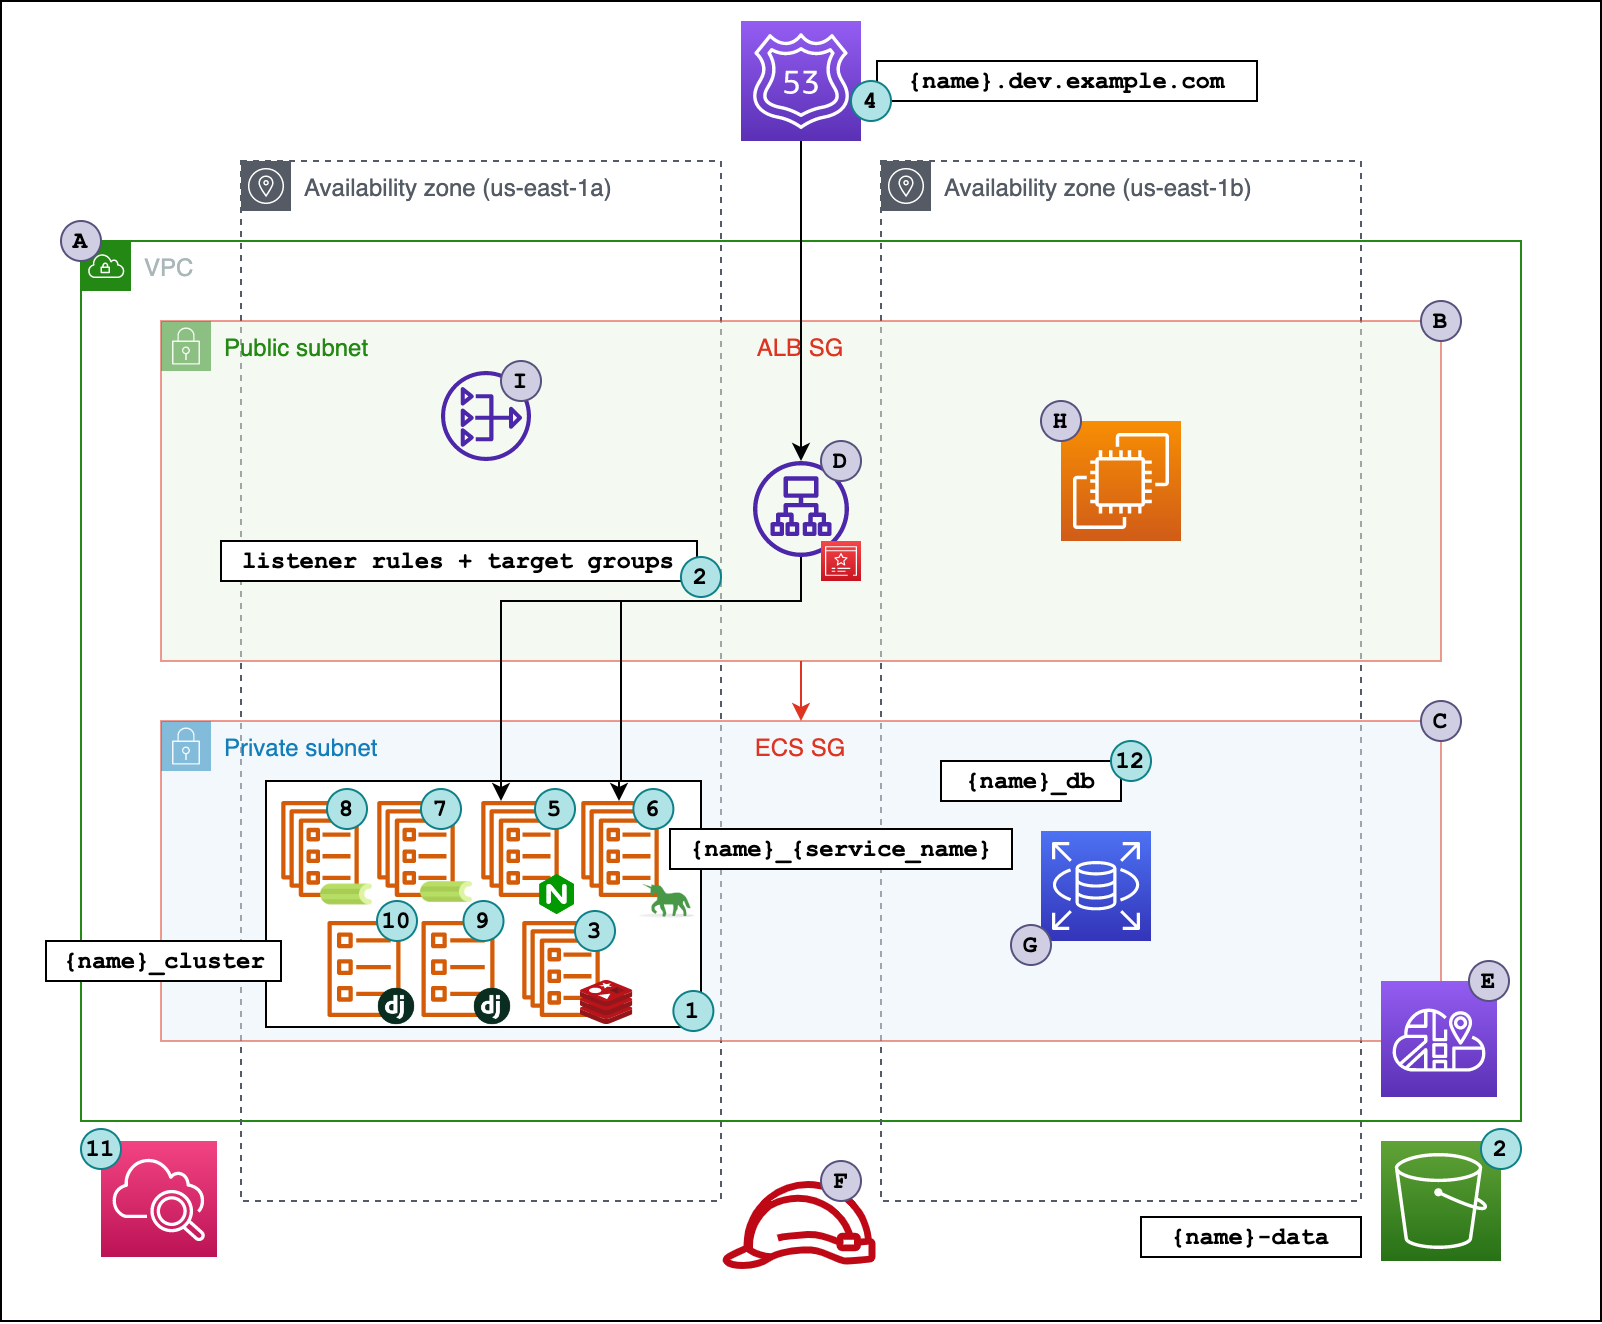 53
{name}.dev.example.com
4
Availability zone (us-east-1a)
Availability zone (us-east-1b)
A
VPC
B
Public subnet
ALB SG
I
H
D
listener rules + target groups
2
C
Private subnet
ECS SG
12
{name}_db
8
7
5
6
{name}_{service_name}
N
10
9
3
G
{name}_cluster
E
dj
dj
1
11
2
F
{name}-data